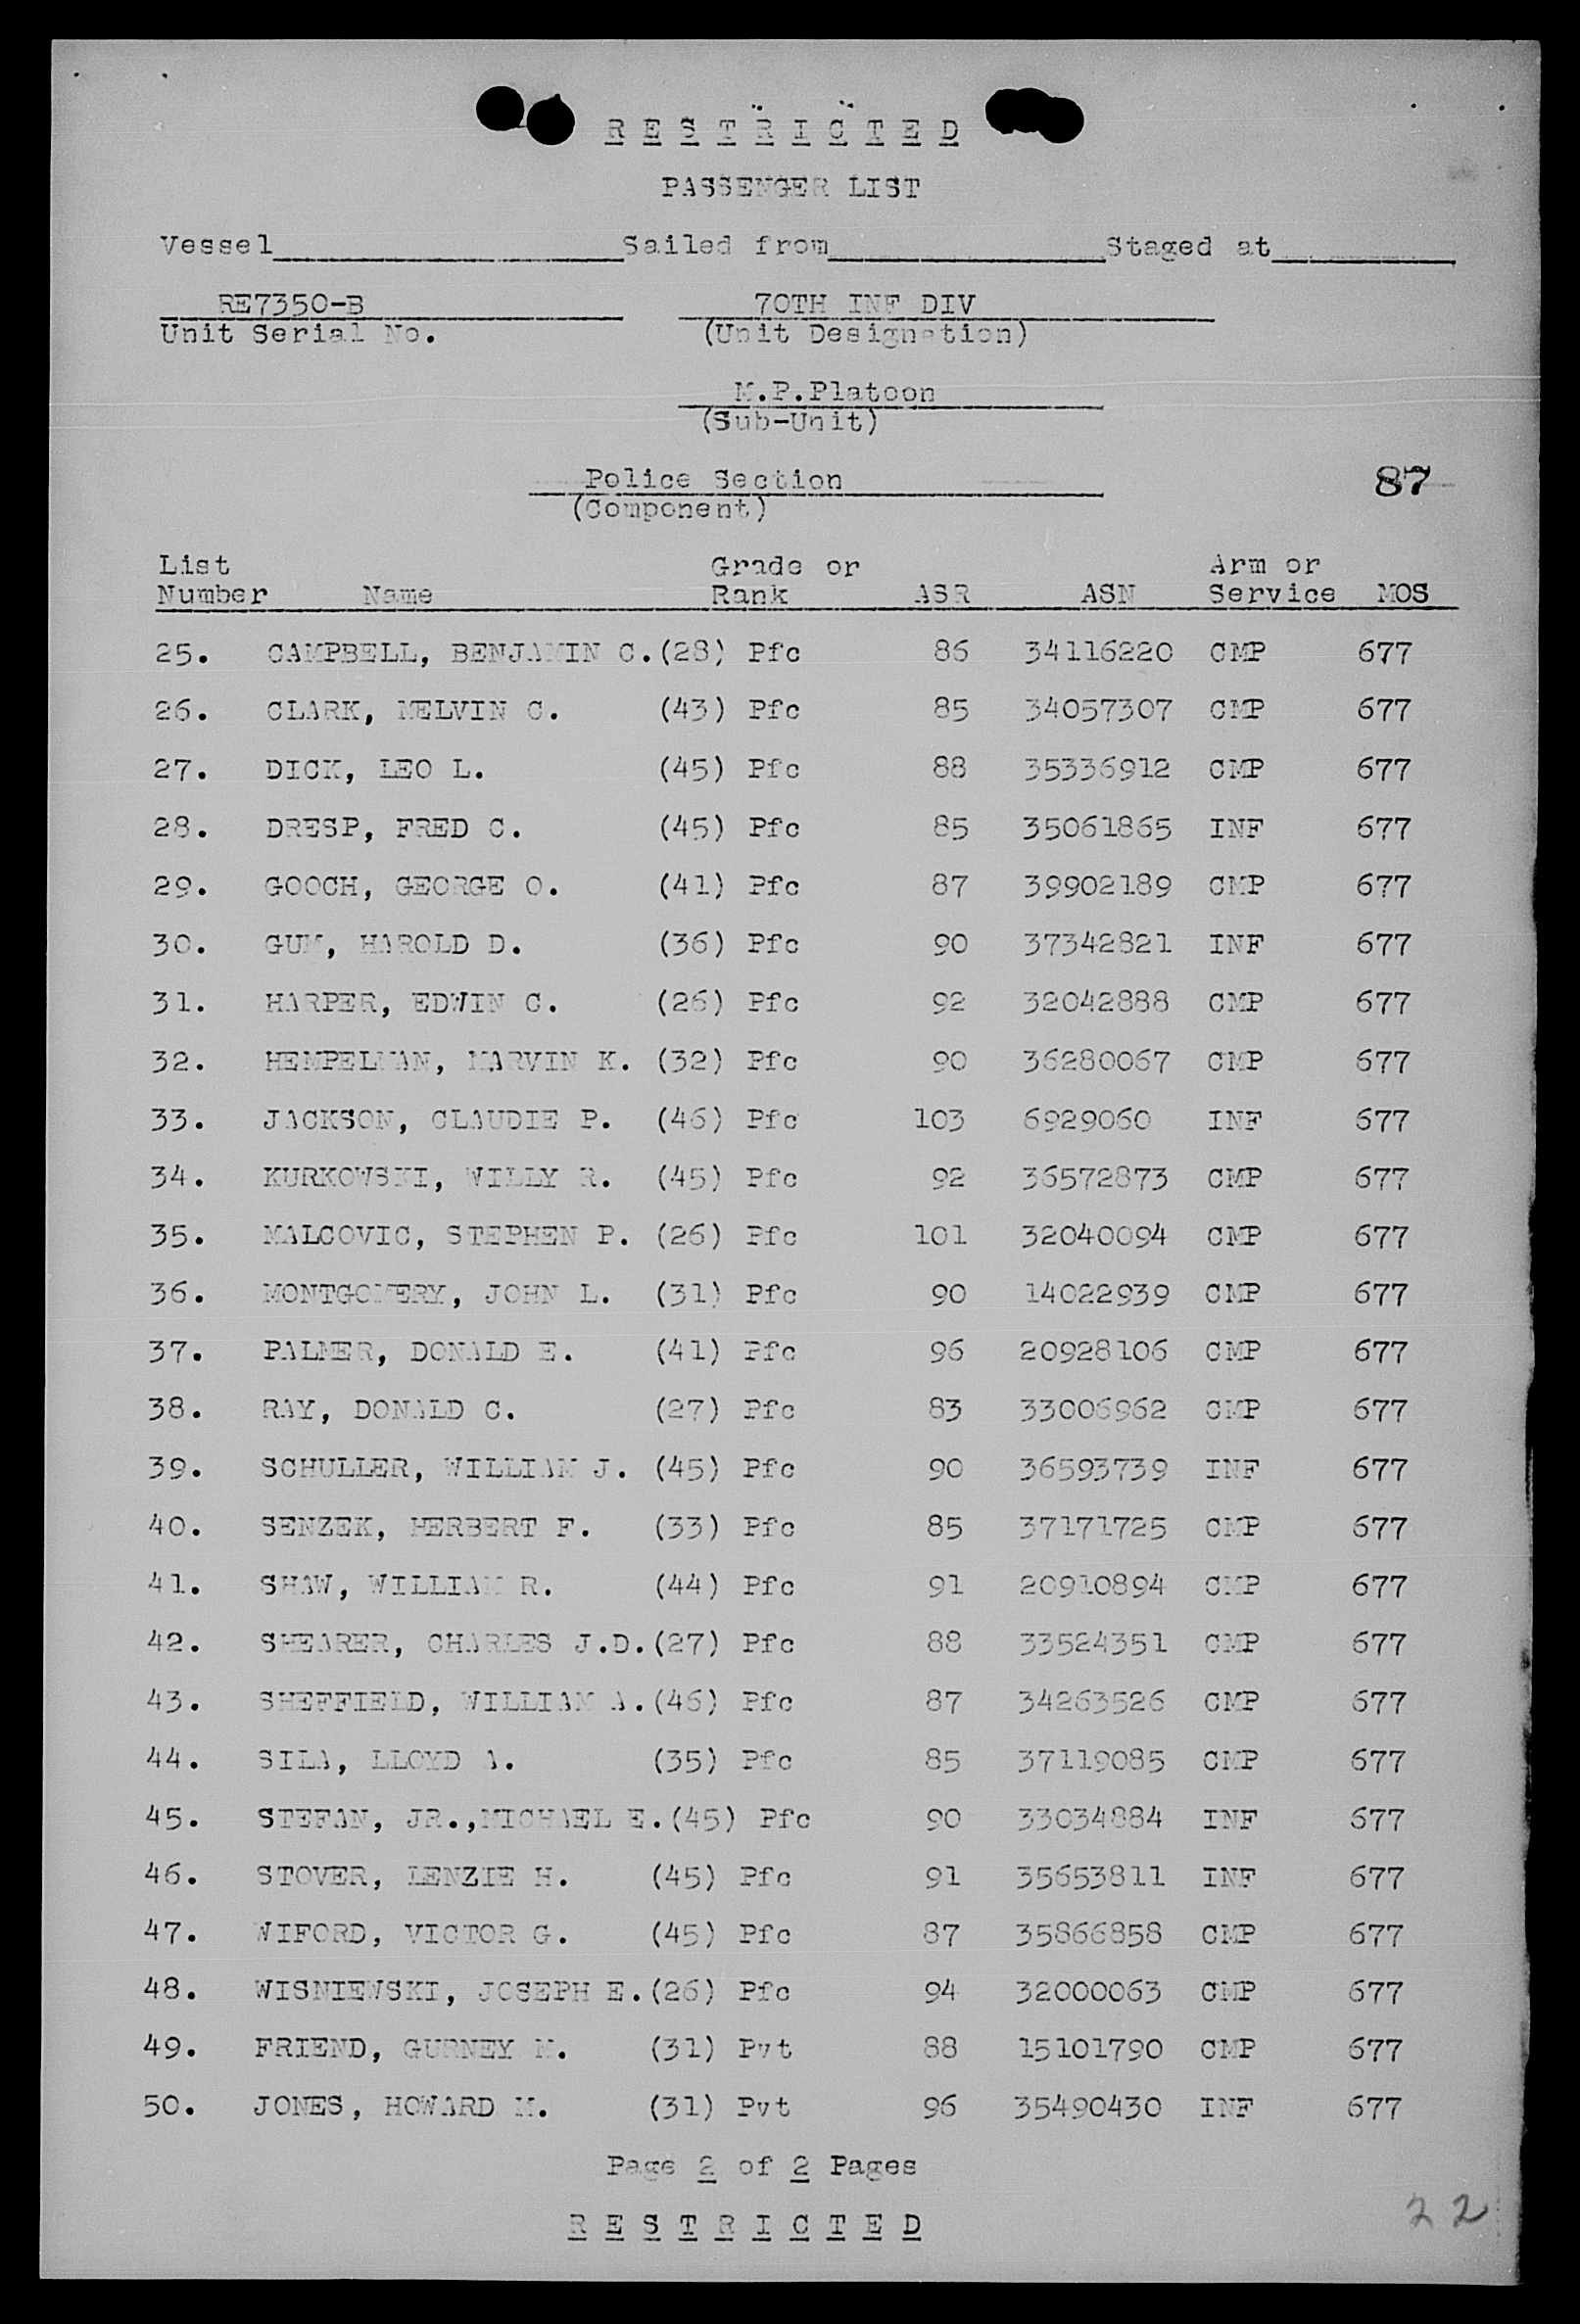 R E S T R I C T E D
PASSENGER LIST
Vessel Sailed from Staged at
RE7350-B 70TH INF DIV
Unit Serial No. (Unit Designation)
M.P.Platoon
(Sub-Unit)
Police Section 87
(Component)
List Grade or Arm or
Number Name Rank ASR ASN Service MOS
25. CAMPBELL, BENJAMIN C.(28) Pfc 86 34116220 CMP 677
26. CLARK, MELVIN C. (43) Pfc 85 34057307 CMP 677
27. DICK, LEO L. (45) Pfc 88 35336912 CMP 677
28. DRESP, FRED C. (45) Pfc 85 35061865 INF 677
29. GOOCH, GEORGE O. (41) Pfc 87 39902189 CMP 677
30. GUM, HAROLD D. (36) Pfc 90 37342821 INF 677
31. HARPER, EDWIN C. (26) Pfc 92 32042888 CMP 677
32. HEMPELMAN, MARVIN K. (32) Pfc 90 36280067 CMP 677
33. JACKSON, CLAUDIE P. (46) Pfc 103 6929060 INF 677
34. KURKOWSKI, WILLY R. (45) Pfc 92 36572873 CMP 677
35. MALCOVIC, STEPHEN P. (26) Pfc 101 32040094 CMP 677
36. MONTGOMERY, JOHN L. (31) Pfc 90 14022939 CMP 677
37. PALMER, DONALD E. (41) Pfc 96 20928106 CMP 677
38. RAY, DONALD C. (27) Pfc 83 33006962 CMP 677
39. SCHULLER, WILLIAM J. (45) Pfc 90 36593739 INF 677
40. SENZEK, HERBERT F. (33) Pfc 85 37171725 CMP 677
41. SHAW, WILLIAM R. (44) Pfc 91 20910894 CMP 677
42. SHEARER, CHARLES J.D.(27) Pfc 88 33524351 CMP 677
43. SHEFFIELD, WILLIAM A.(46) Pfc 87 34263526 CMP 677
44. SILA, LLOYD A. (35) Pfc 85 37119085 CMP 677
45. STEFAN, JR.,MICHAEL E.(45) Pfc 90 33034884 INF 677
46. STOVER, LENZIE H. (45) Pfc 91 35653811 INF 677
47. WIFORD, VICTOR G. (45) Pfc 87 35866858 CMP 677
48. WISNIEWSKI, JOSEPH E.(26) Pfc 94 32000063 CMP 677
49. FRIEND, GURNEY M. (31) Pvt 88 15101790 CMP 677
50. JONES, HOWARD M. (31) Pvt 96 35490430 INF 677
Page 2 of 2 Pages
R E S T R I C T E D
22